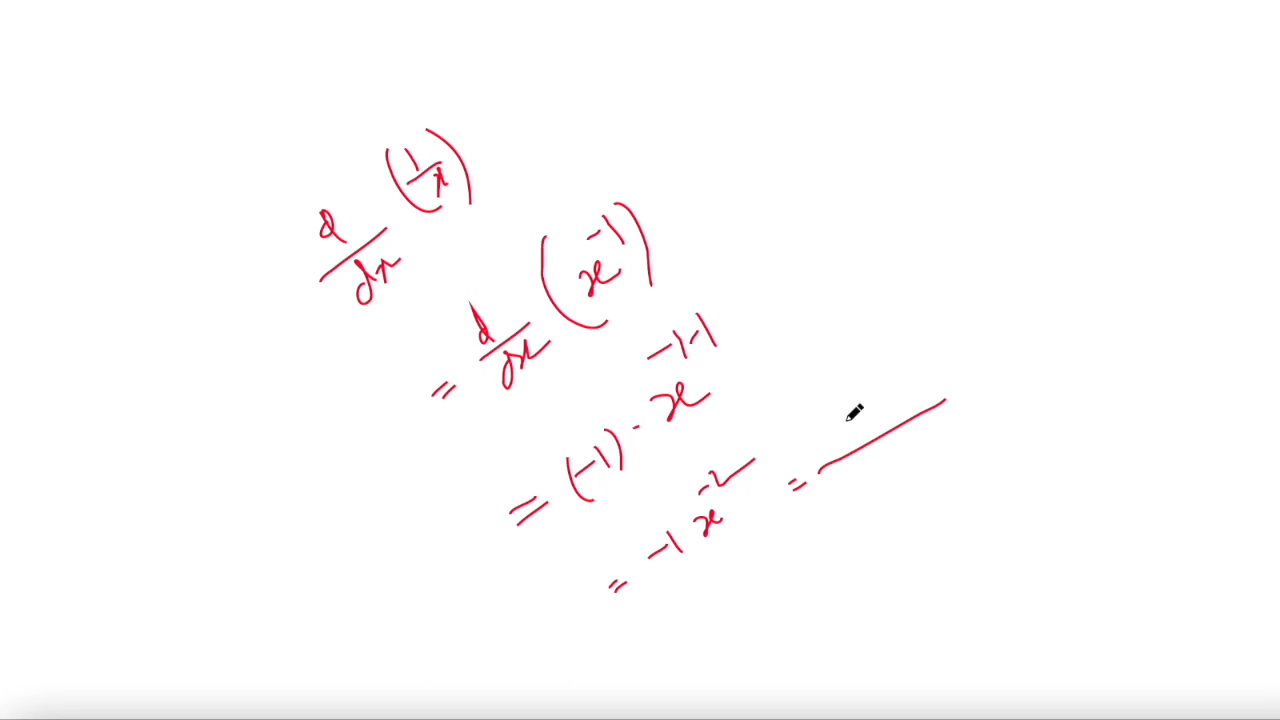 d/dx (1/x)
= d/dx (x⁻¹)
= (-1) · x⁻¹⁻¹
= -1 x⁻² =